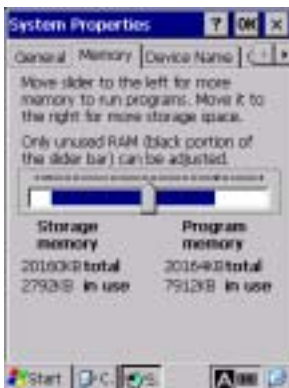 System Properties ? OK ×
General Memory Device Name
Move slider to the left for more
memory to run programs. Move it to
the right for more storage space.
Only unused RAM (black portion of
the slider bar) can be adjusted.
Storage memory
20160KB total
2792KB in use
Program memory
20164KB total
7912KB in use
Start C.. S.
A